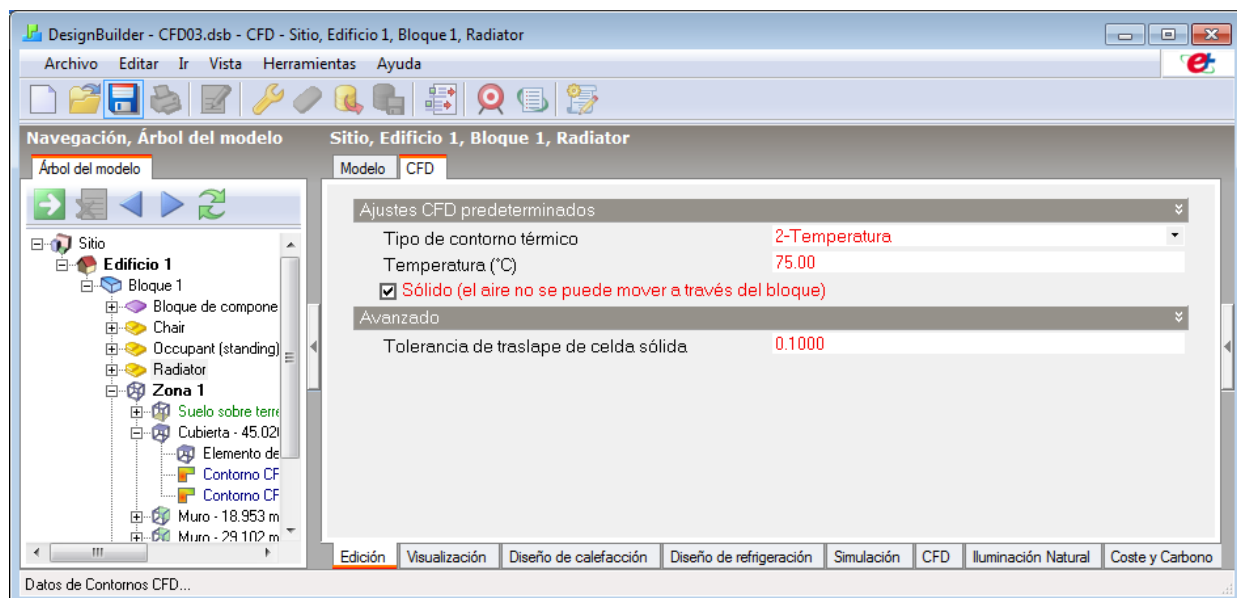 DesignBuilder - CFD03.dsb - CFD - Sitio, Edificio 1, Bloque 1, Radiator
Archivo Editar Ir Vista Herramientas Ayuda
Navegación, Árbol del modelo
Sitio, Edificio 1, Bloque 1, Radiator
Árbol del modelo
Modelo CFD
Sitio
Edificio 1
Bloque 1
Bloque de compone
Chair
Occupant (standing)
Radiator
Zona 1
Suelo sobre terre
Cubierta - 45.02
Elemento de
Contorno CF
Contorno CF
Muro - 18.953 m
Muro - 29.102 m
Ajustes CFD predeterminados
Tipo de contorno térmico 2-Temperatura
Temperatura (°C) 75.00
Sólido (el aire no se puede mover a través del bloque)
Avanzado
Tolerancia de traslape de celda sólida 0.1000
Edición Visualización Diseño de calefacción Diseño de refrigeración Simulación CFD Iluminación Natural Coste y Carbono
Datos de Contornos CFD...